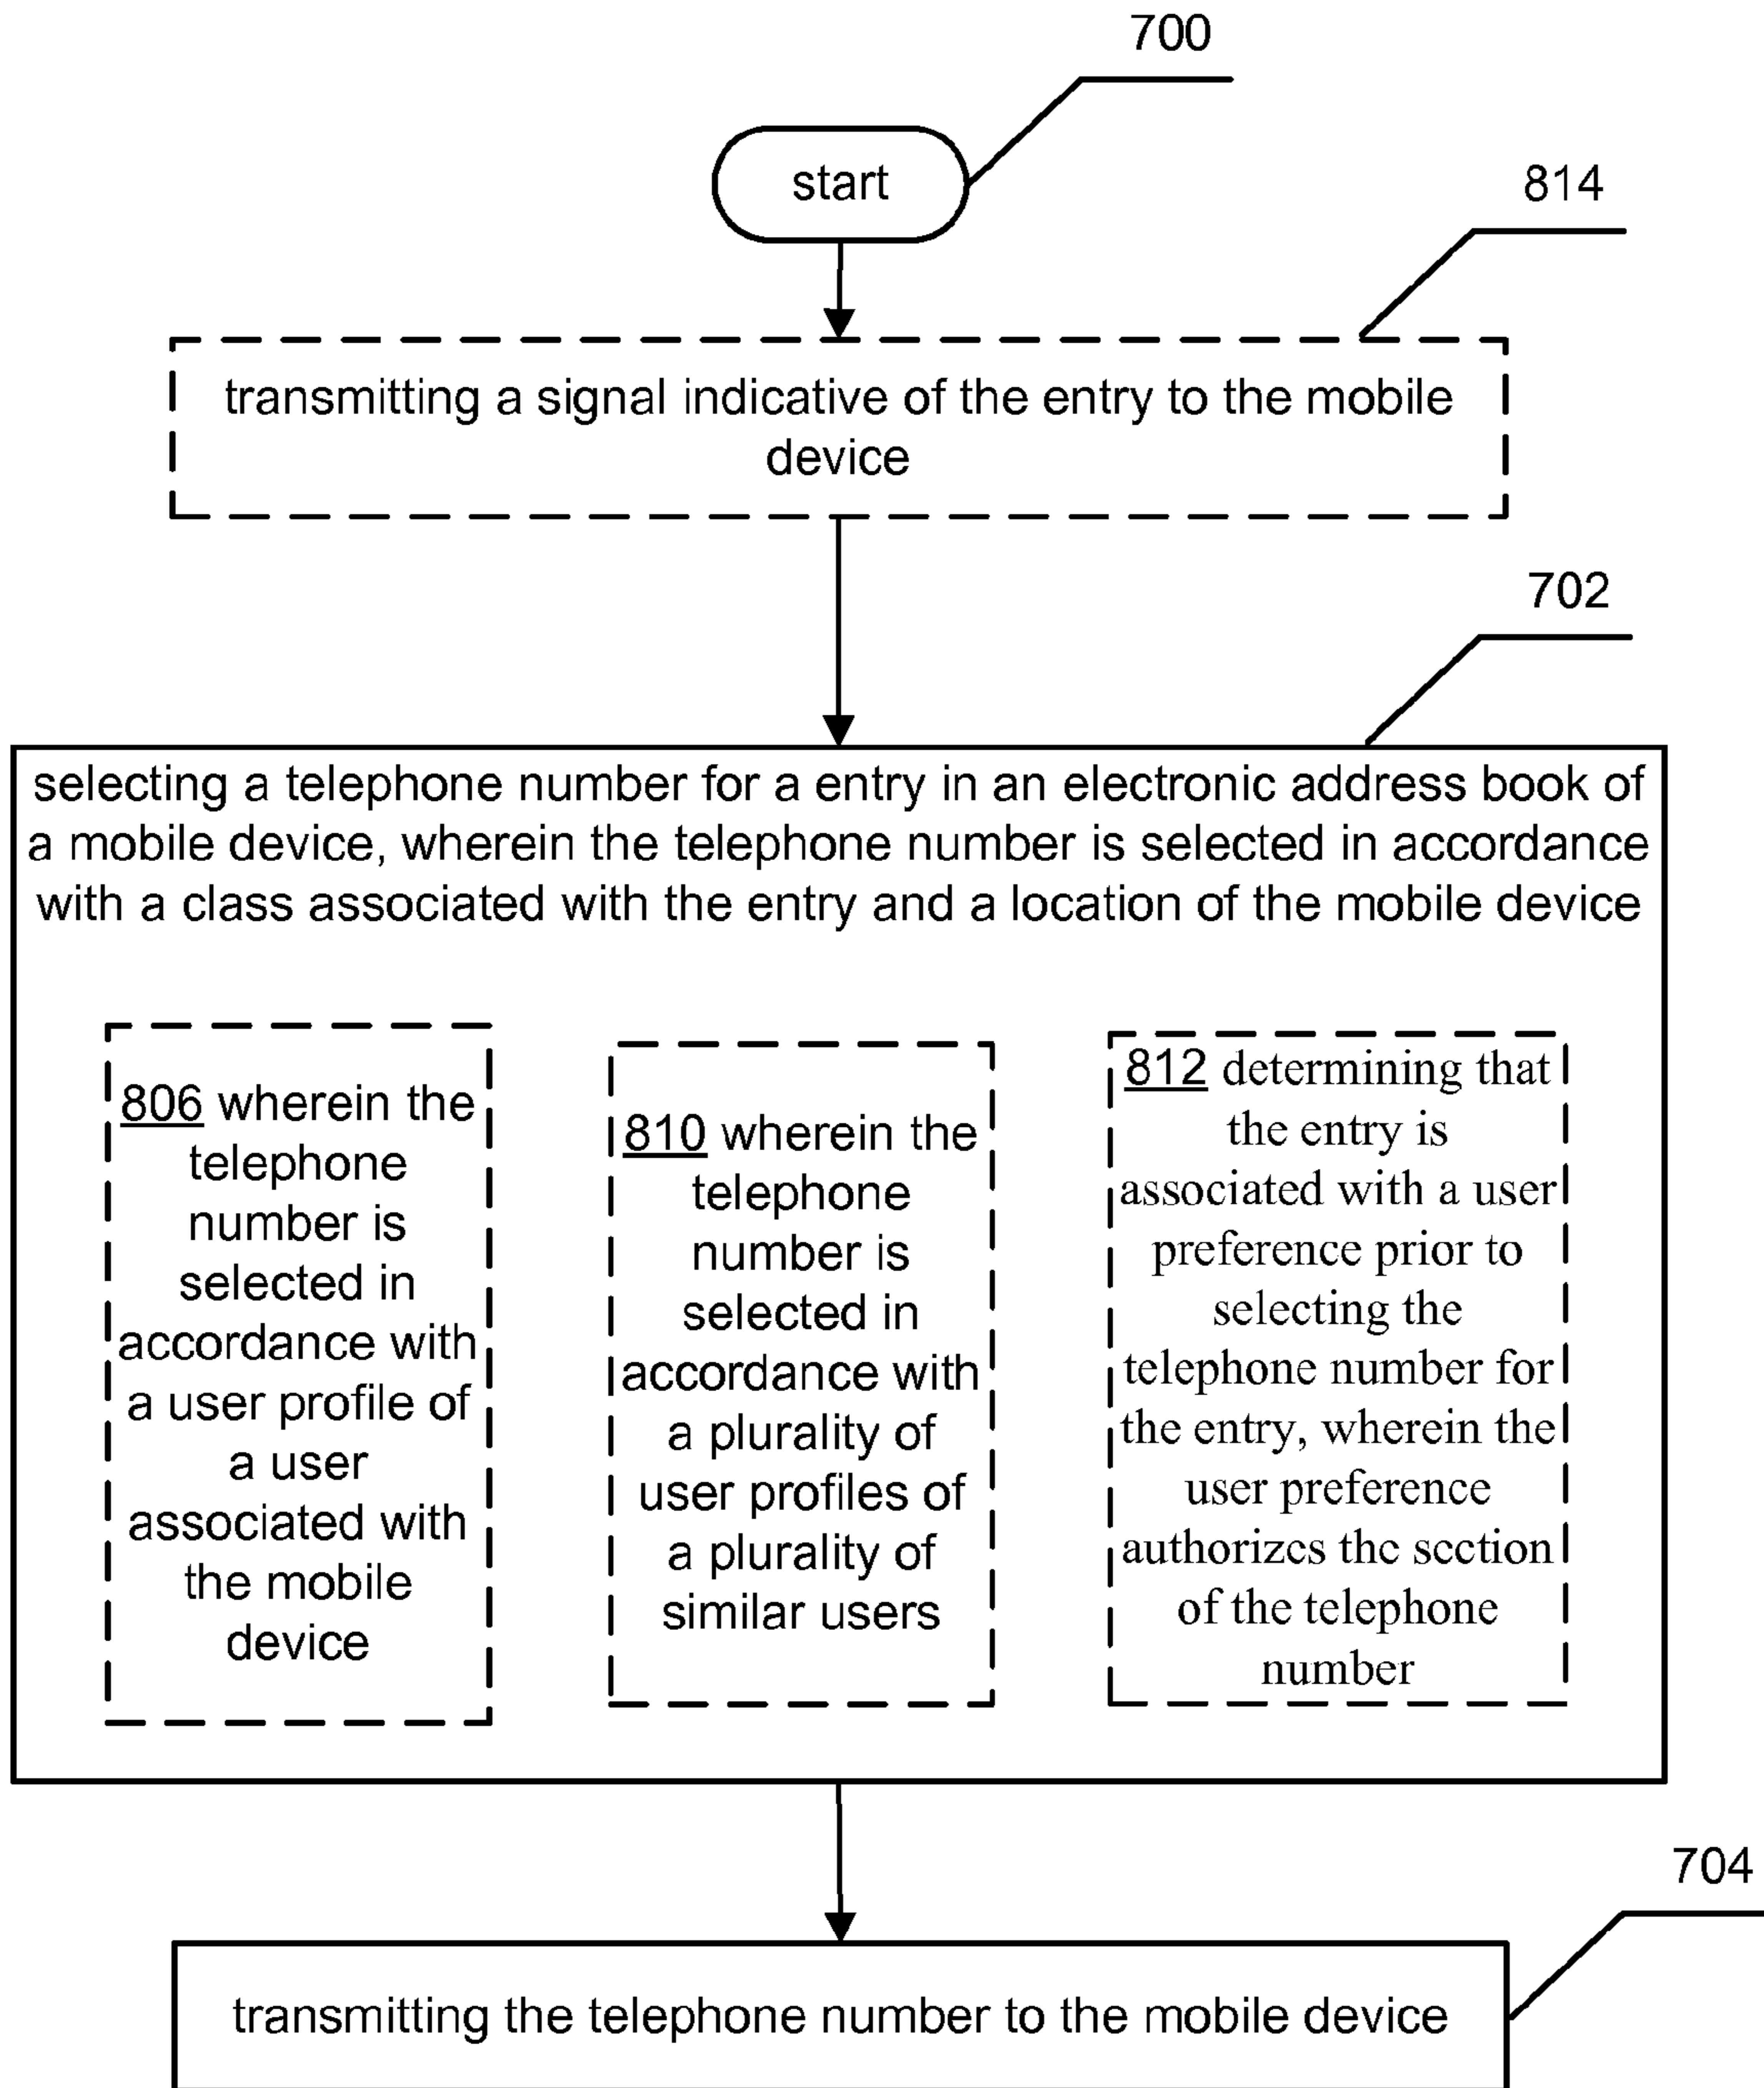 700
start
814
transmitting a signal indicative of the entry to the mobile
device
702
selecting a telephone number for a entry in an electronic address book of
a mobile device, wherein the telephone number is selected in accordance
with a class associated with the entry and a location of the mobile device
806 wherein the
telephone
number is
selected in
accordance with
a user profile of
a user
associated with
the mobile
device
810 wherein the
telephone
number is
selected in
accordance with
a plurality of
user profiles of
a plurality of
similar users
812 determining that
the entry is
associated with a user
preference prior to
selecting the
telephone number for
the entry, wherein the
user preference
authorizes the section
of the telephone
number
704
transmitting the telephone number to the mobile device